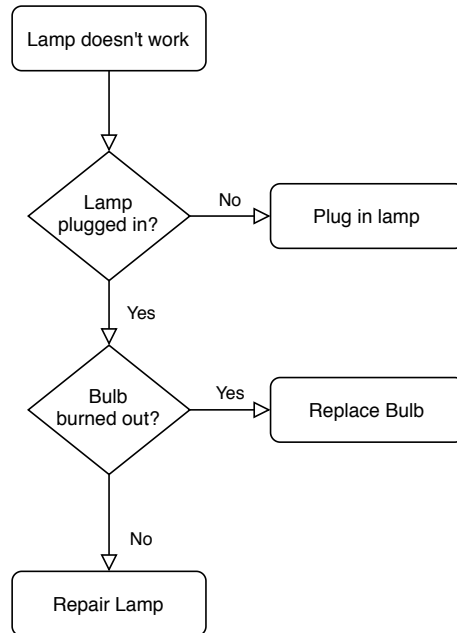 Lamp doesn't work
Lamp
plugged in?
No
Plug in lamp
Yes
Bulb
burned out?
Yes
Replace Bulb
No
Repair Lamp